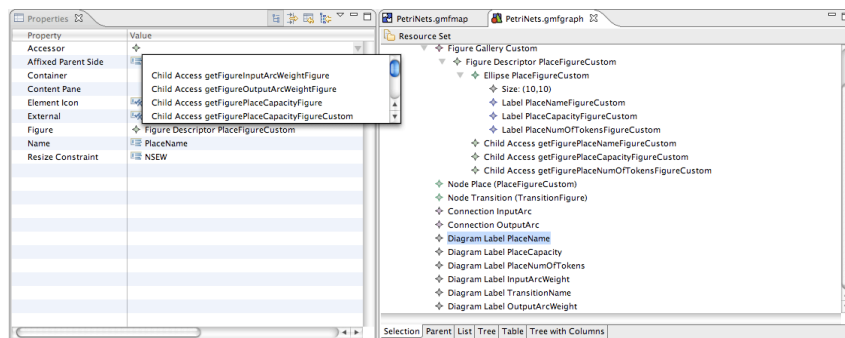 Properties
Property Value
Accessor
Affixed Parent Side
Container
Content Pane
Element Icon
External
Figure Figure Descriptor PlaceFigureCustom
Name PlaceName
Resize Constraint NSEW
Child Access getFigureInputArcWeightFigure
Child Access getFigureOutputArcWeightFigure
Child Access getFigurePlaceCapacityFigure
Child Access getFigurePlaceCapacityFigureCustom
PetriNets.gmfmap PetriNets.gmfgraph
Resource Set
Figure Gallery Custom
Figure Descriptor PlaceFigureCustom
Ellipse PlaceFigureCustom
Size: (10,10)
Label PlaceNameFigureCustom
Label PlaceCapacityFigureCustom
Label PlaceNumOfTokensFigureCustom
Child Access getFigurePlaceNameFigureCustom
Child Access getFigurePlaceCapacityFigureCustom
Child Access getFigurePlaceNumOfTokensFigureCustom
Node Place (PlaceFigureCustom)
Node Transition (TransitionFigure)
Connection InputArc
Connection OutputArc
Diagram Label PlaceName
Diagram Label PlaceCapacity
Diagram Label PlaceNumOfTokens
Diagram Label InputArcWeight
Diagram Label TransitionName
Diagram Label OutputArcWeight
Selection Parent List Tree Table Tree with Columns